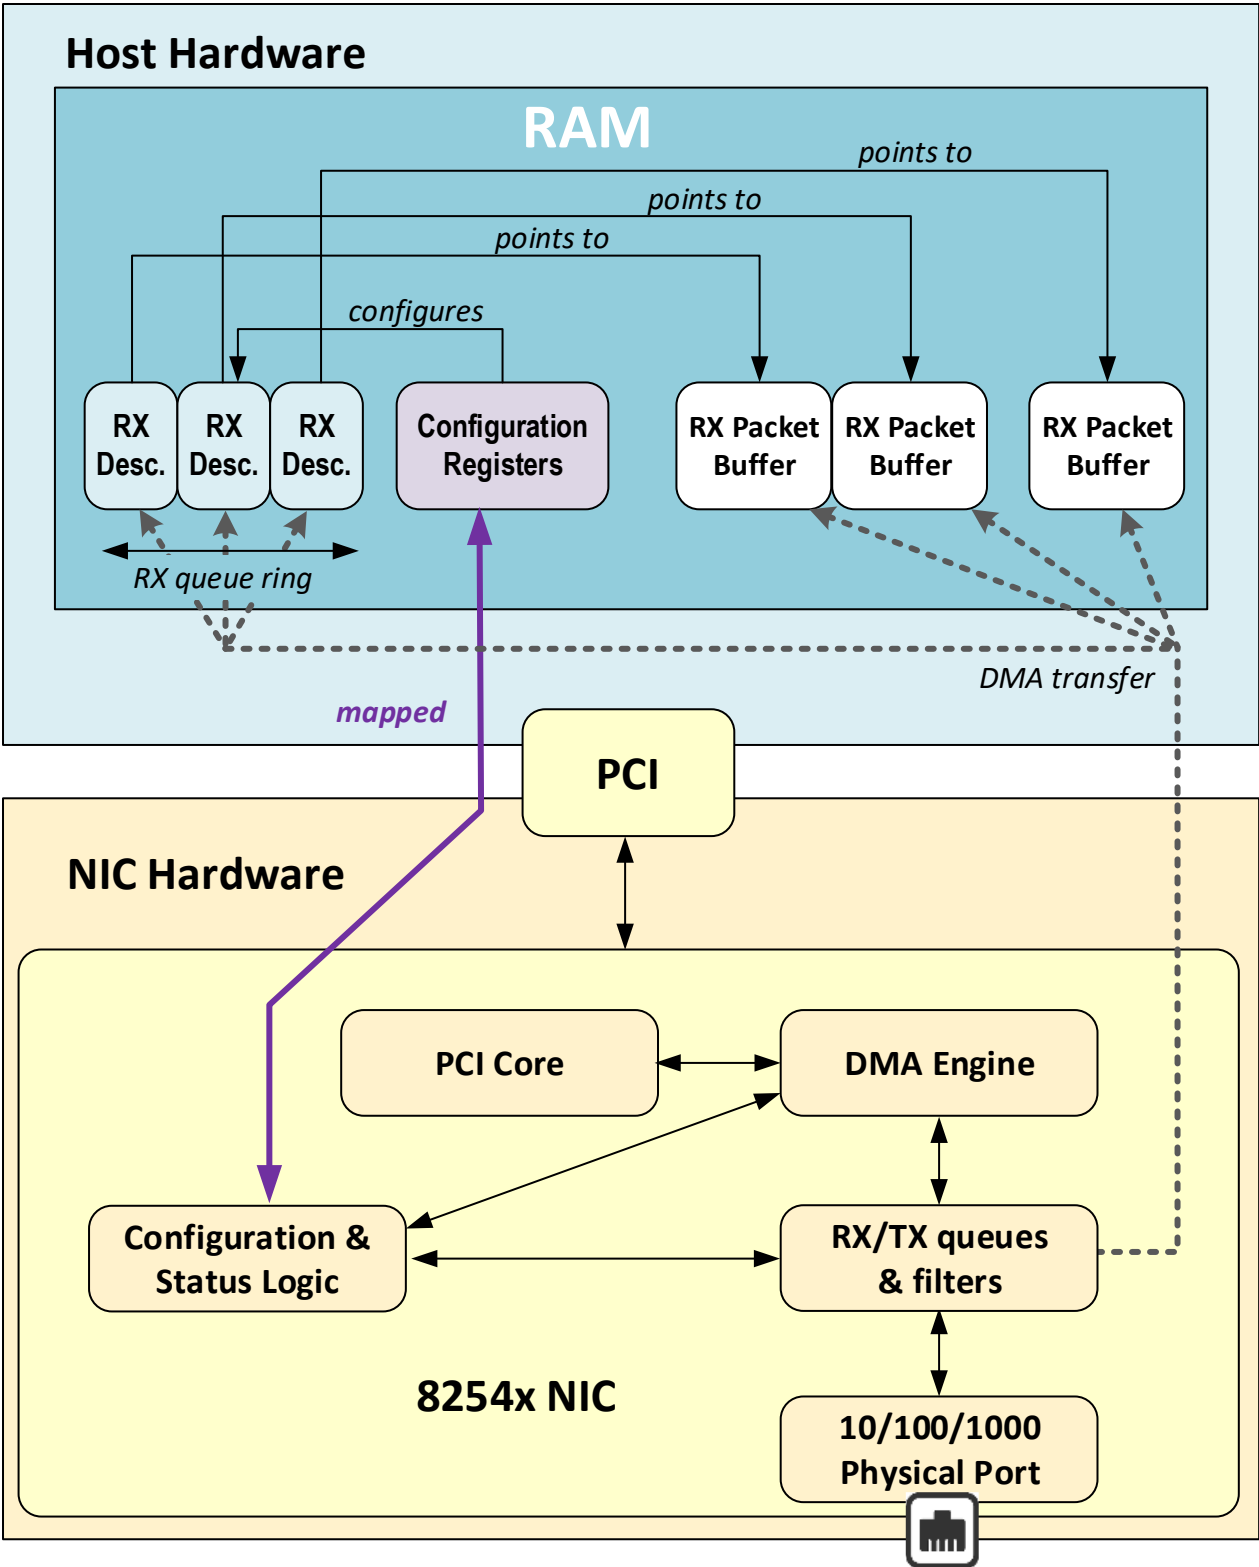 Host Hardware
RAM
points to
points to
points to
configures
RX
Desc.
RX
Desc.
RX
Desc.
Configuration
Registers
RX Packet
Buffer
RX Packet
Buffer
RX Packet
Buffer
RX queue ring
DMA transfer
mapped
PCI
NIC Hardware
PCI Core
DMA Engine
Configuration &
Status Logic
RX/TX queues
& filters
8254x NIC
10/100/1000
Physical Port